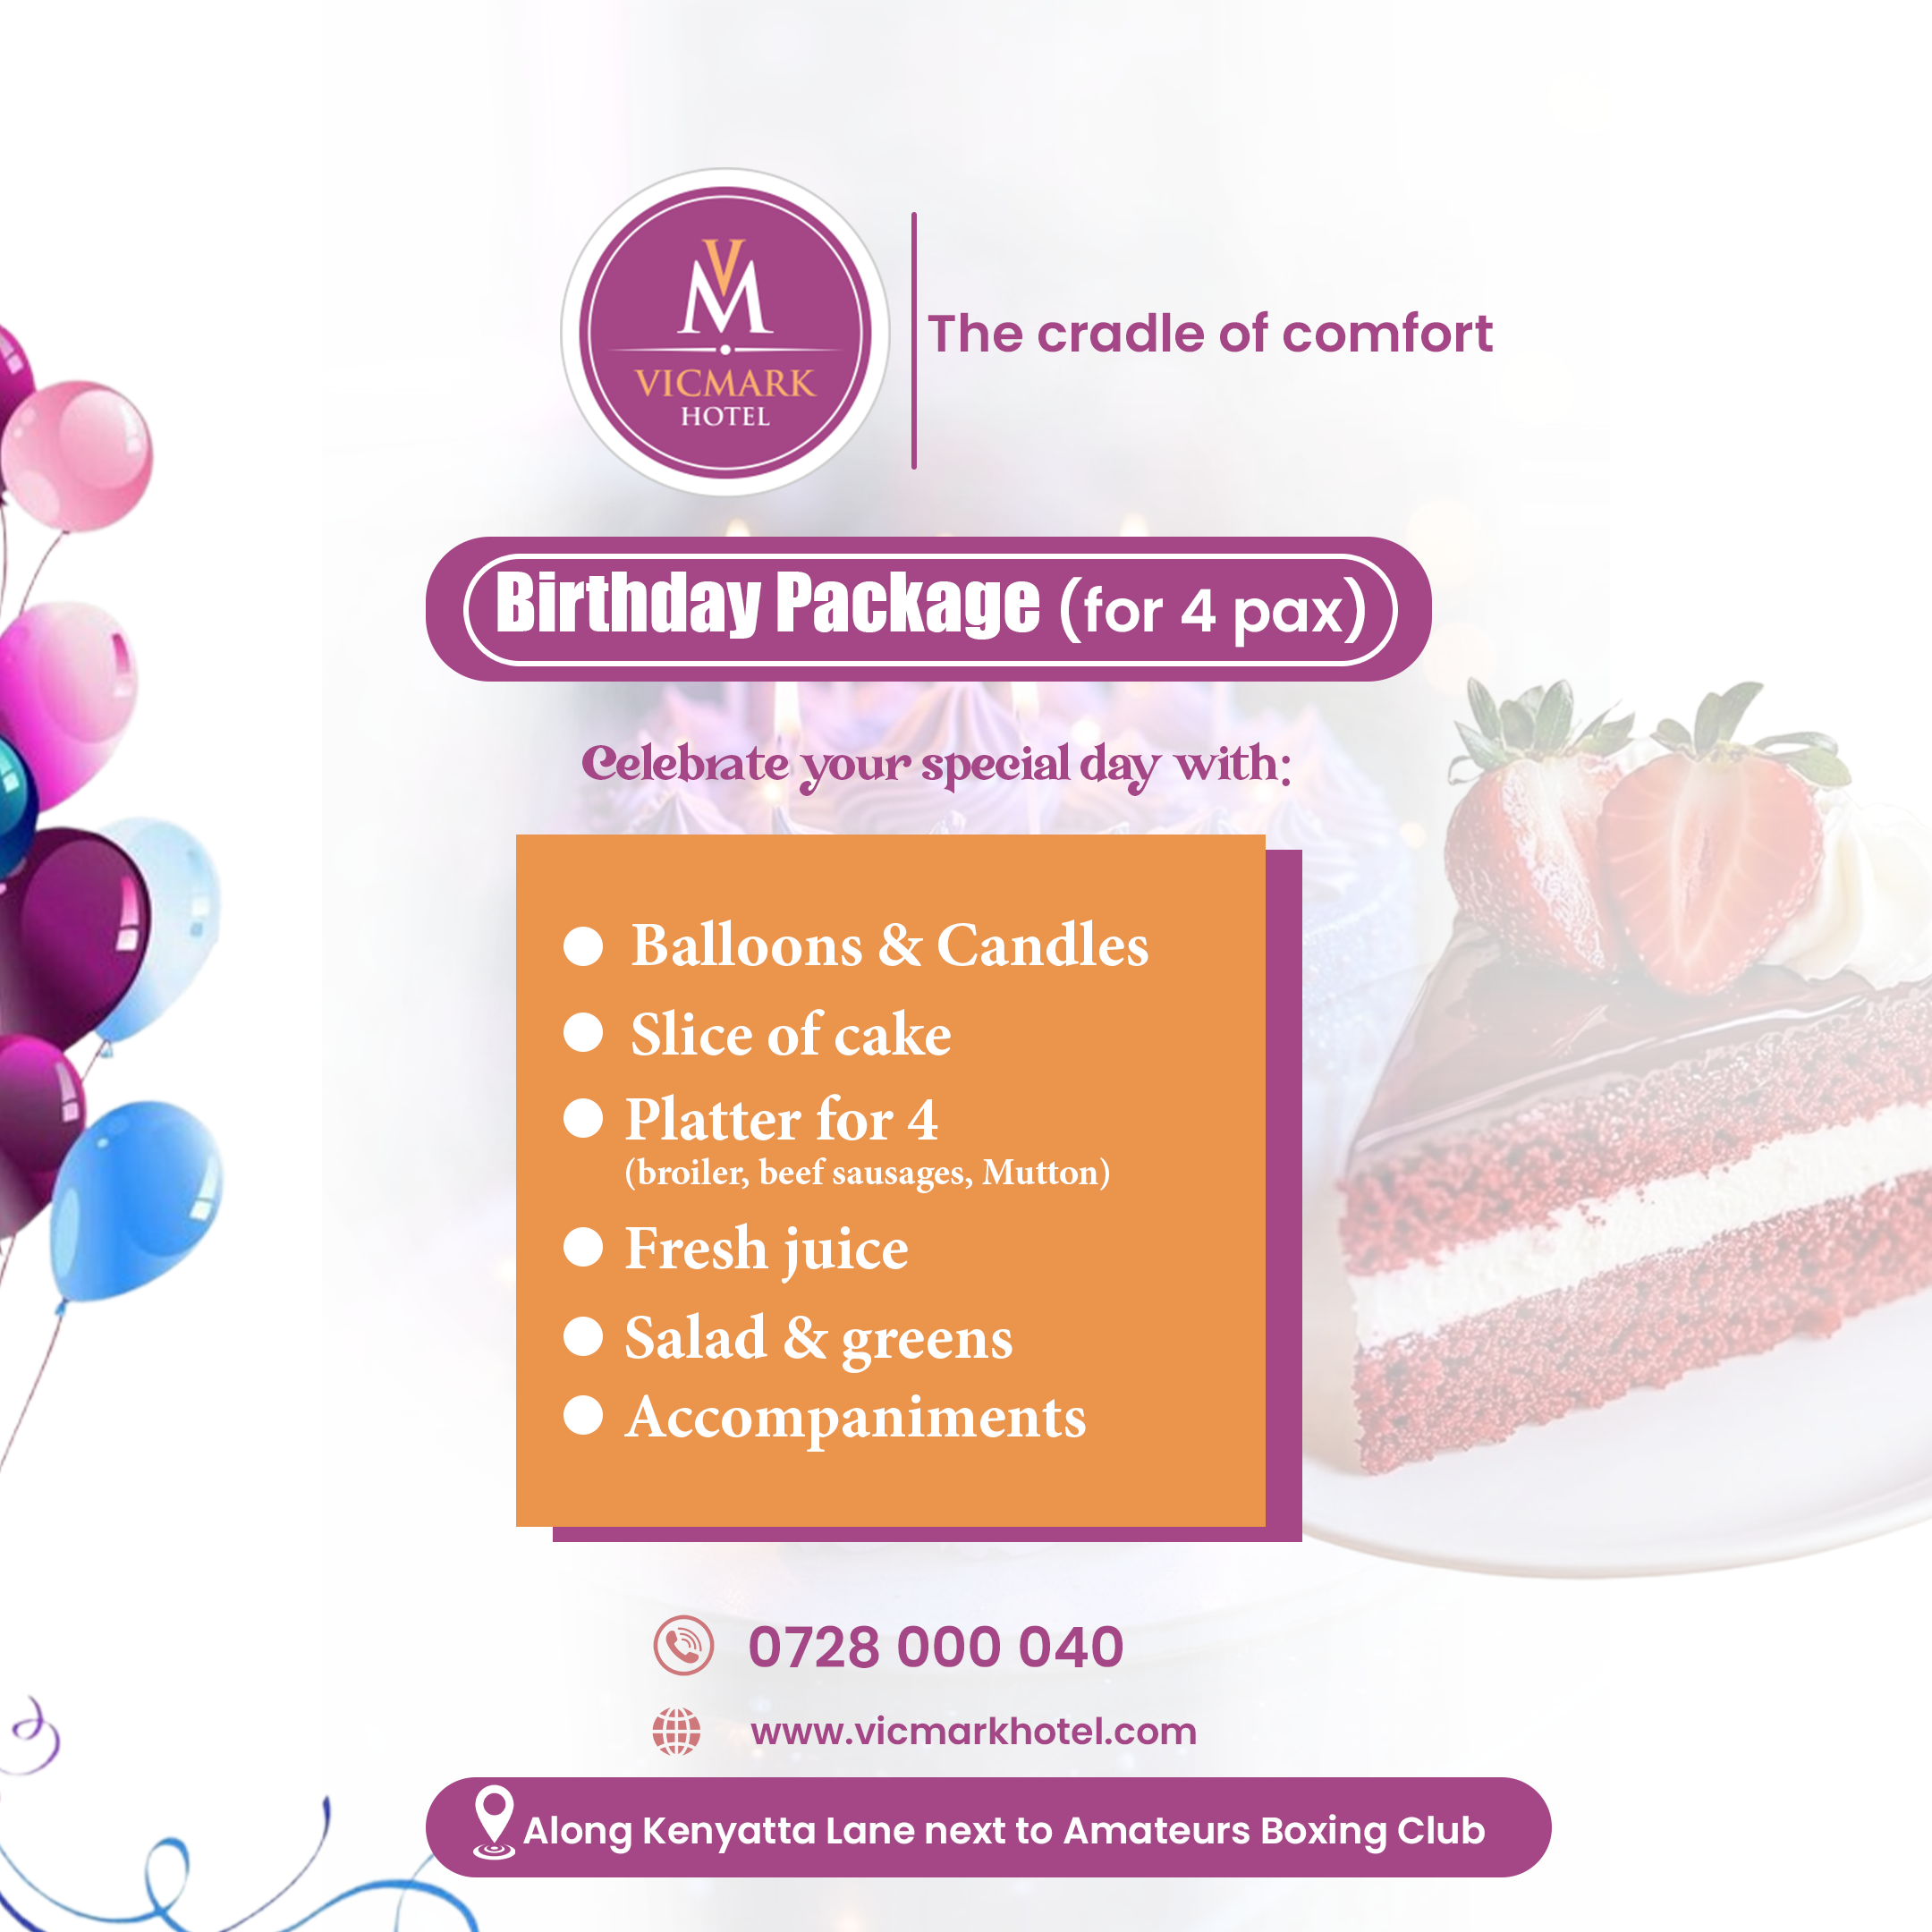 VM
VICMARK
HOTEL
The cradle of comfort
Birthday Package (for 4 pax)
Celebrate your special day with:
Balloons & Candles
Slice of cake
Platter for 4
(broiler, beef sausages, Mutton)
Fresh juice
Salad & greens
Accompaniments
0728 000 040
www.vicmarkhotel.com
Along Kenyatta Lane next to Amateurs Boxing Club